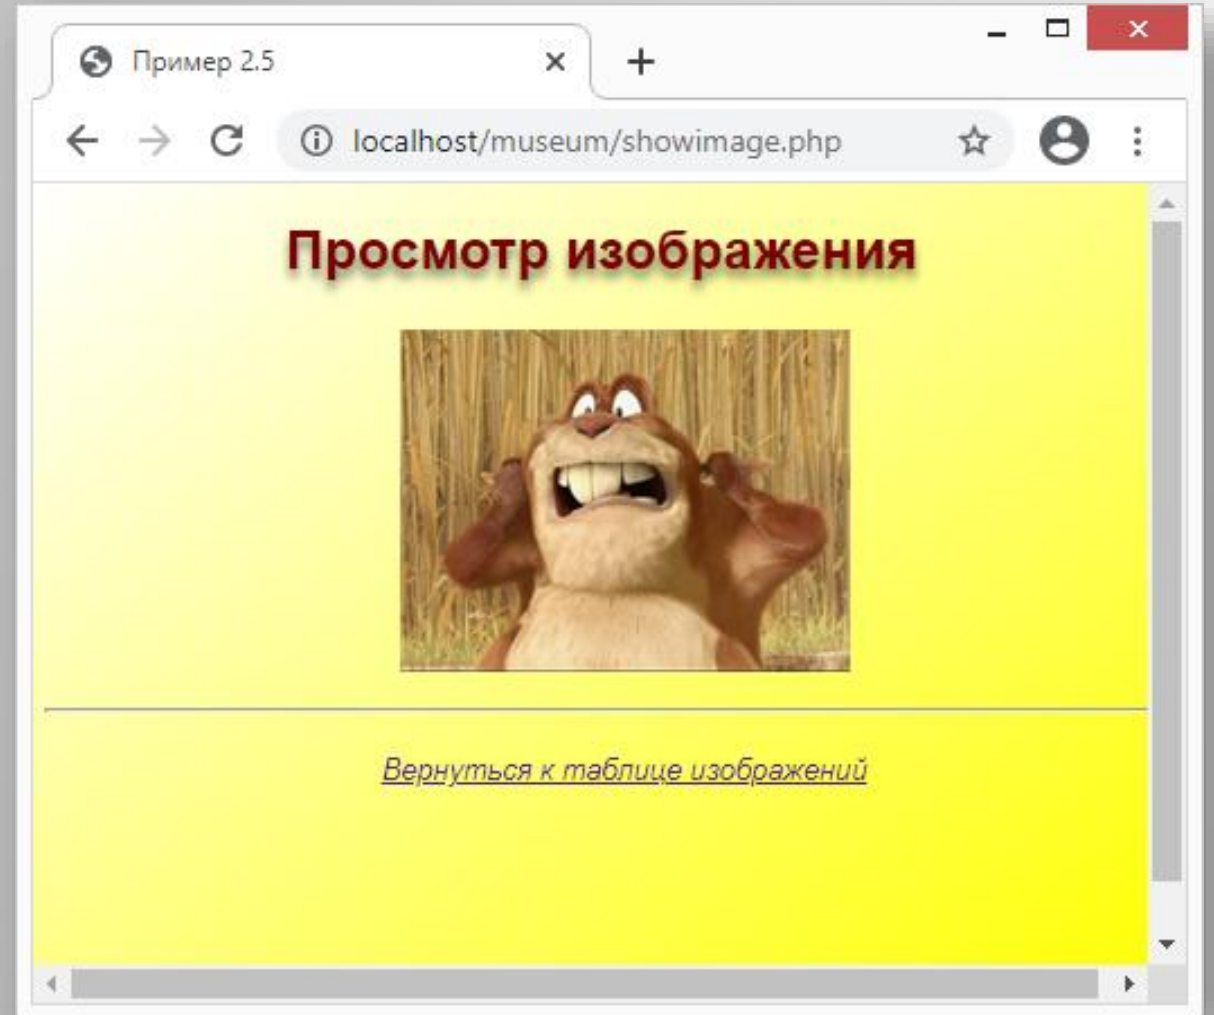 Пример 2.5
localhost/museum/showimage.php
Просмотр изображения
Вернуться к таблице изображений